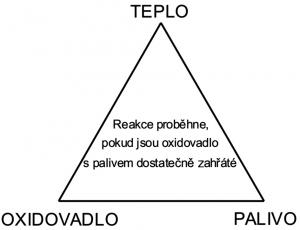 TEPLO
Reakce proběhne,
pokud jsou oxidovadlo
s palivem dostatečně zahřáté
OXIDOVADLO
PALIVO